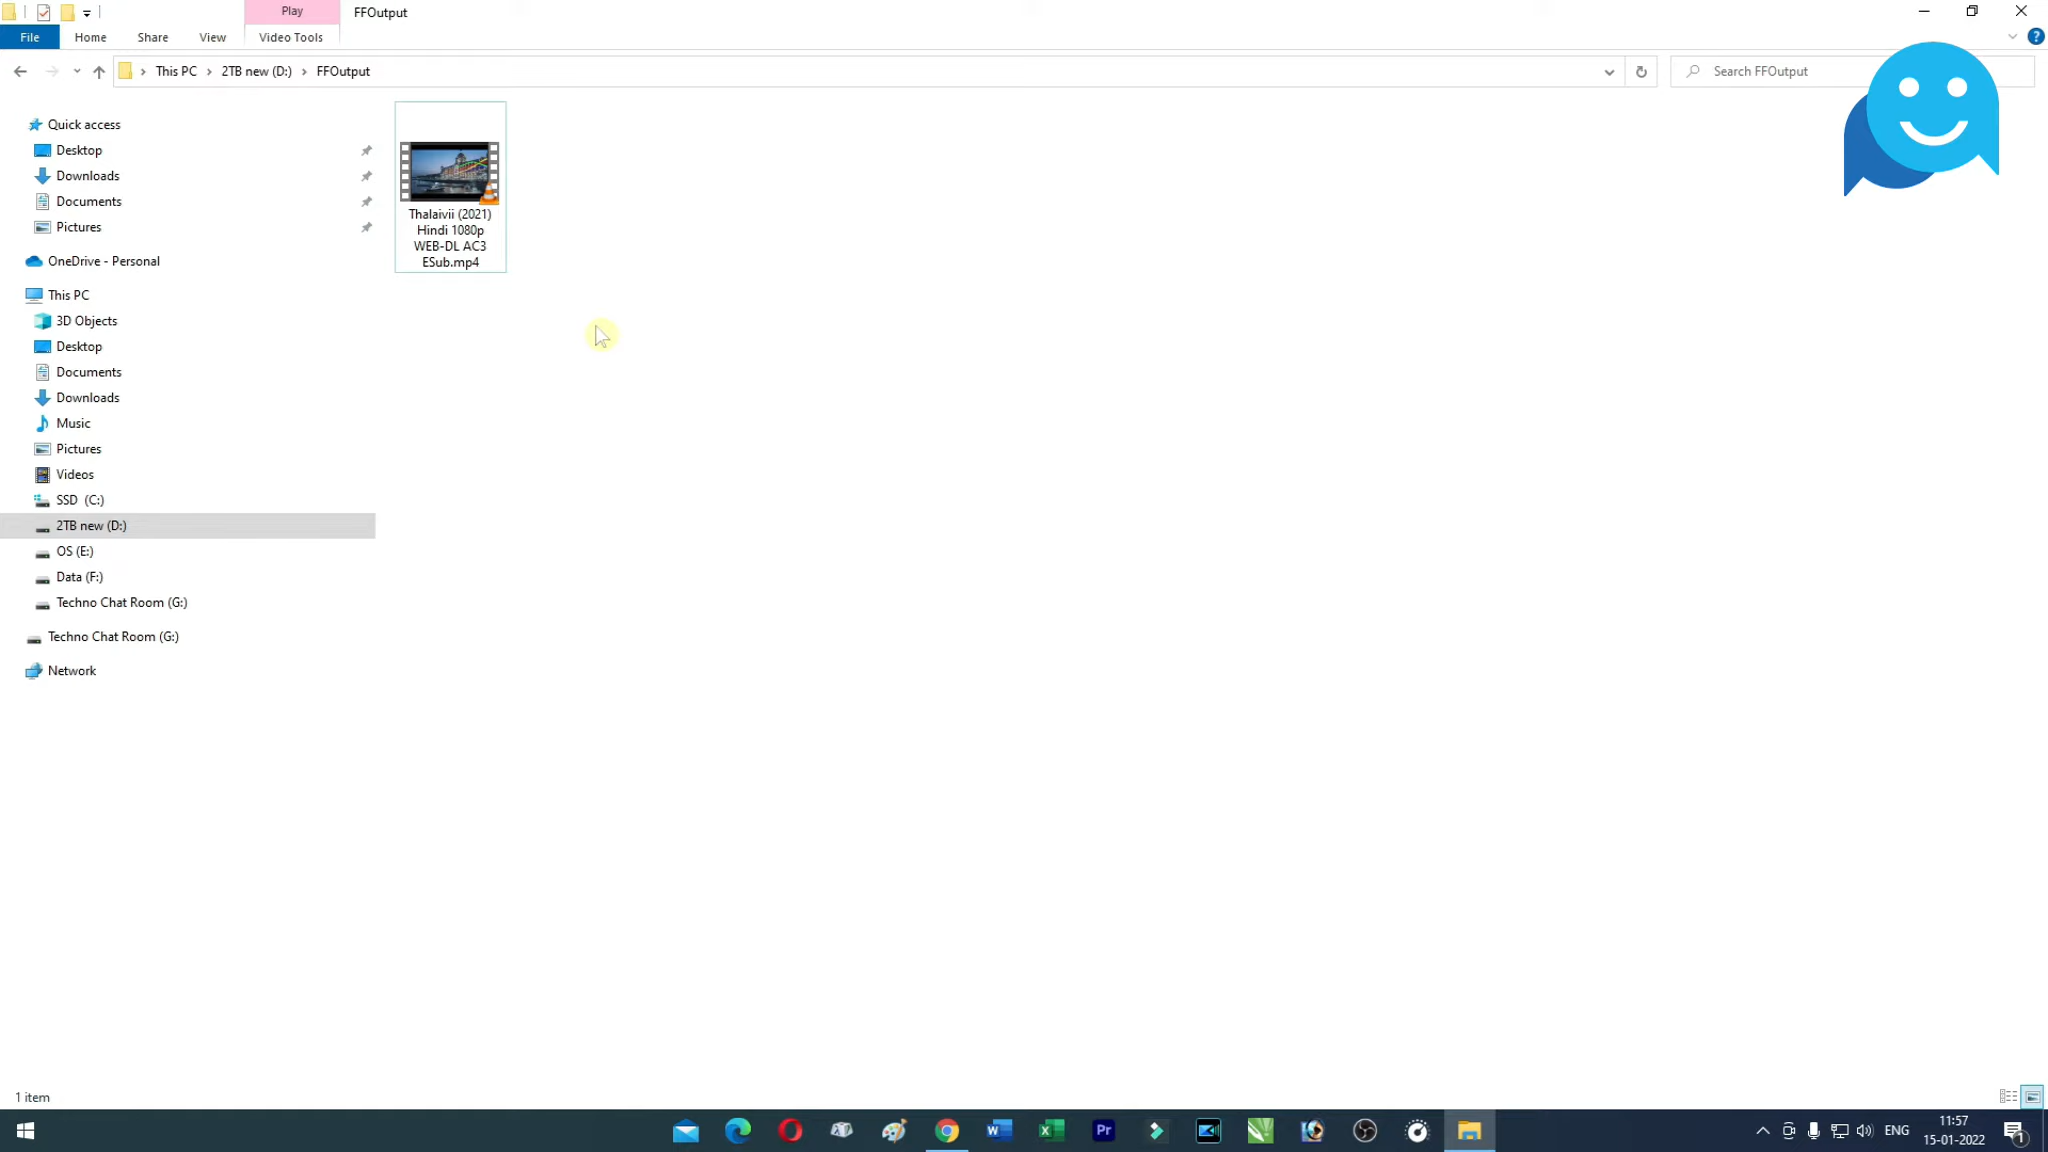 Play
FFOutput
File
Home
Share
View
Video Tools
This PC
2TB new (D:)
FFOutput
Search FFOutput
Quick access
Desktop
Downloads
Documents
Pictures
OneDrive - Personal
This PC
3D Objects
Desktop
Documents
Downloads
Music
Pictures
Videos
SSD (C:)
2TB new (D:)
OS (E:)
Data (F:)
Techno Chat Room (G:)
Techno Chat Room (G:)
Network
Thalaivii (2021)
Hindi 1080p
WEB-DL AC3
ESub.mp4
1 item
Pr
ENG
11:57
15-01-2022
1